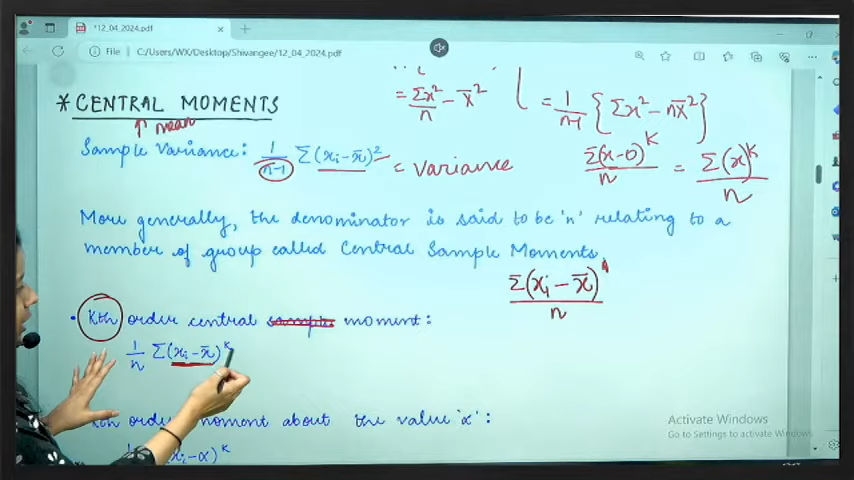 *12_04_2024.pdf
File C:/Users/WX/Desktop/Shivangee/12_04_2024.pdf
= Σx²/n - x̄²
= 1/n-1 { Σx² - nx̄² }
* CENTRAL MOMENTS
↑ mean
Sample Variance: 1/n-1 Σ(xi-x̄)² = Variance
Σ(x-0)^K/n = Σ(x)^K/n
More generally, the denominator is said to be 'n' relating to a
member of group called Central Sample Moments.
Σ(xi-x̄)/n
• Kth order central sample moment:
1/n Σ(xi-x̄)^K
order moment about the value 'α':
(xi-α)^K
Activate Windows
Go to Settings to activate Windows.